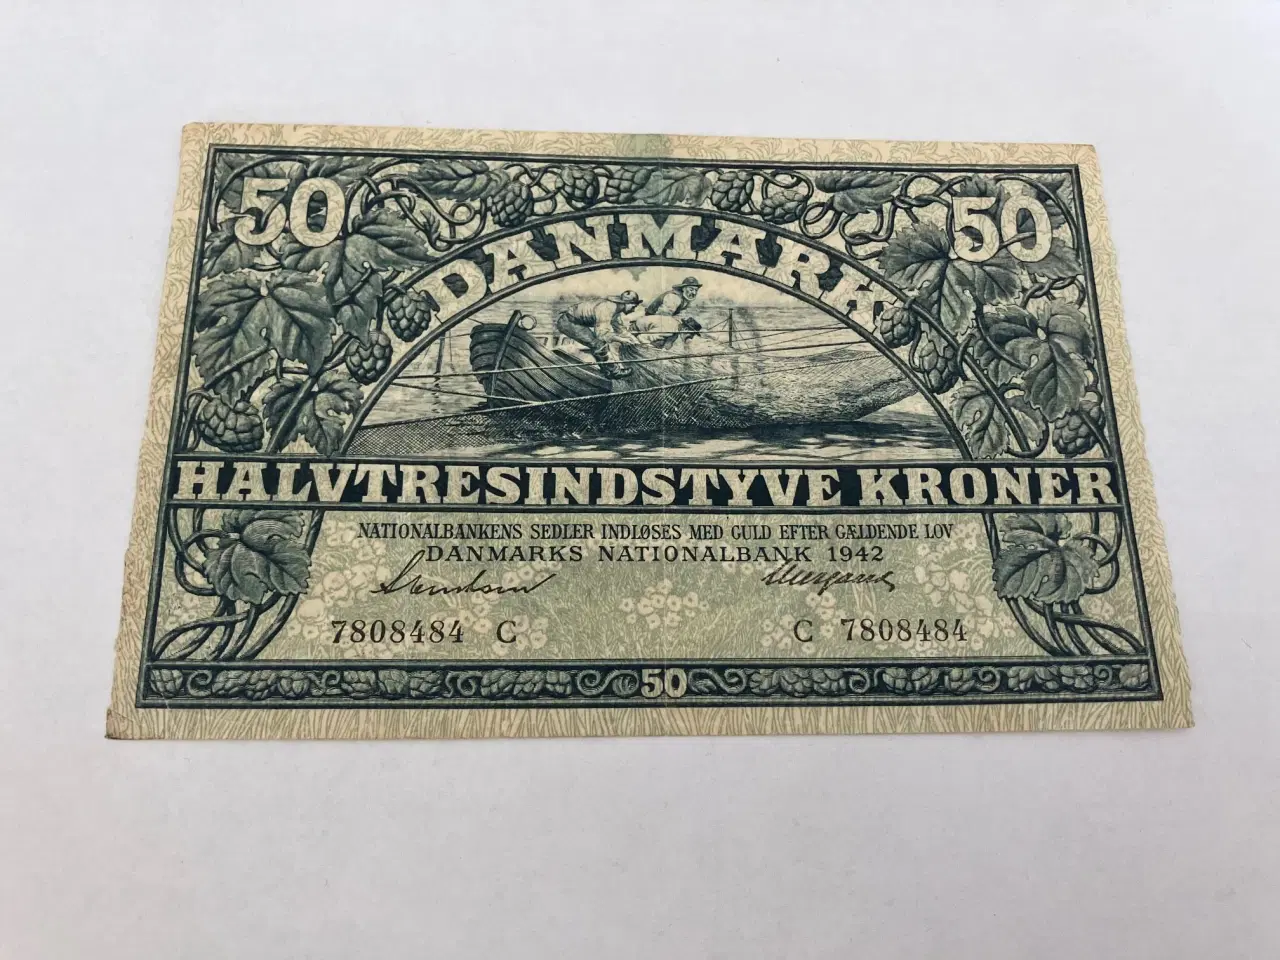 50 50
DANMARK
HALVTRESINDSTYVE KRONER
NATIONALBANKENS SEDLER INDLØSES MED GULD EFTER GÆLDENDE LOV
DANMARKS NATIONALBANK 1942
Svendsen
7808484 C C 7808484
50